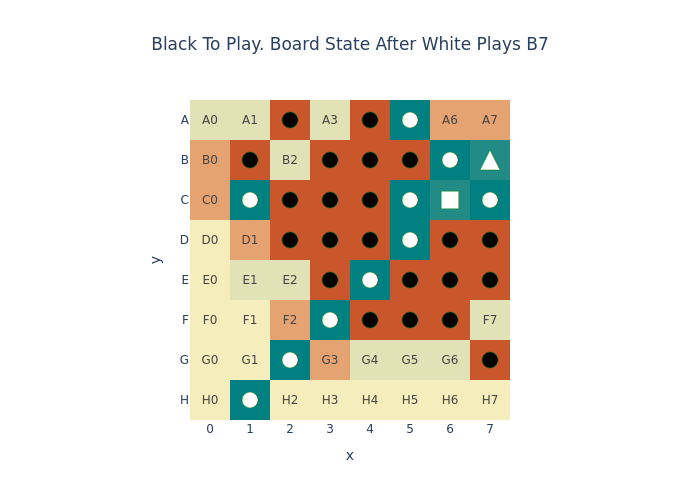 Black To Play. Board State After White Plays B7
A A0 A1 A3 A6 A7
B B0 B2
C C0
D D0 D1
E E0 E1 E2
F F0 F1 F2 F7
G G0 G1 G3 G4 G5 G6
H H0 H2 H3 H4 H5 H6 H7
0 1 2 3 4 5 6 7
x
y